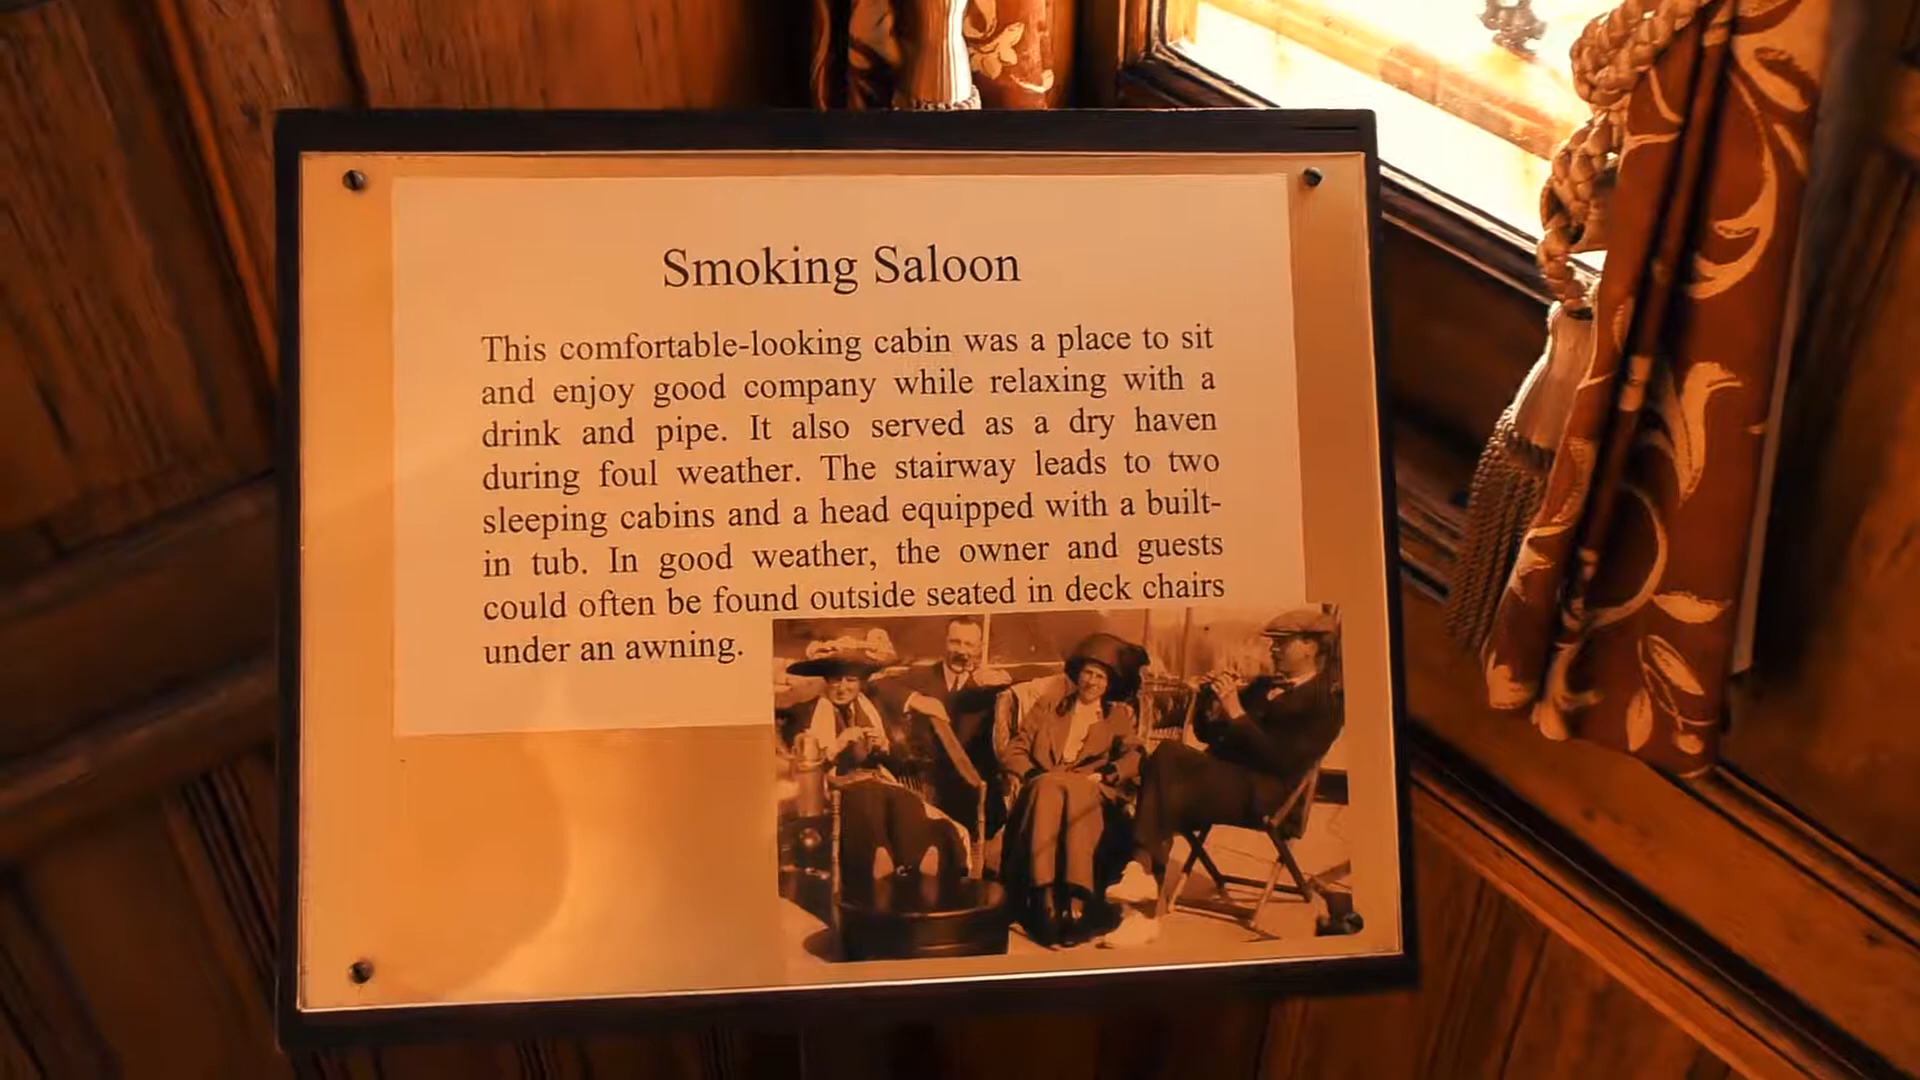 Smoking Saloon
This comfortable-looking cabin was a place to sit
and enjoy good company while relaxing with a
drink and pipe. It also served as a dry haven
during foul weather. The stairway leads to two
sleeping cabins and a head equipped with a built-
in tub. In good weather, the owner and guests
could often be found outside seated in deck chairs
under an awning.